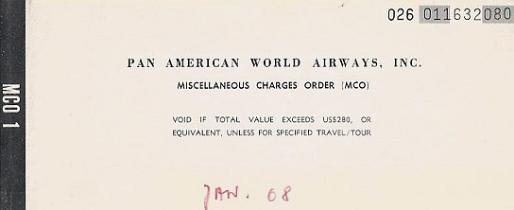 026 011632080
PAN AMERICAN WORLD AIRWAYS, INC.
MISCELLANEOUS CHARGES ORDER (MCO)
MCO 1
VOID IF TOTAL VALUE EXCEEDS US$280, OR
EQUIVALENT, UNLESS FOR SPECIFIED TRAVEL/TOUR
JAN. 08